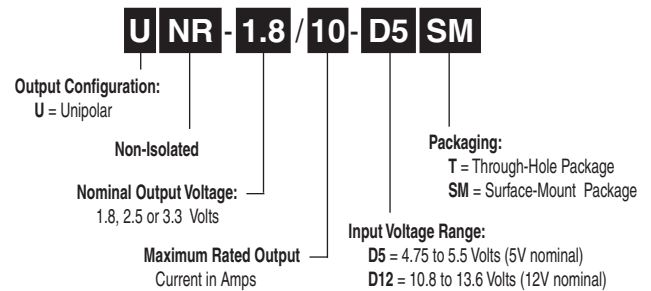 U NR - 1.8 / 10 - D5 SM
Output Configuration:
U = Unipolar
Non-Isolated
Nominal Output Voltage:
1.8, 2.5 or 3.3 Volts
Maximum Rated Output
Current in Amps
Packaging:
T = Through-Hole Package
SM = Surface-Mount Package
Input Voltage Range:
D5 = 4.75 to 5.5 Volts (5V nominal)
D12 = 10.8 to 13.6 Volts (12V nominal)